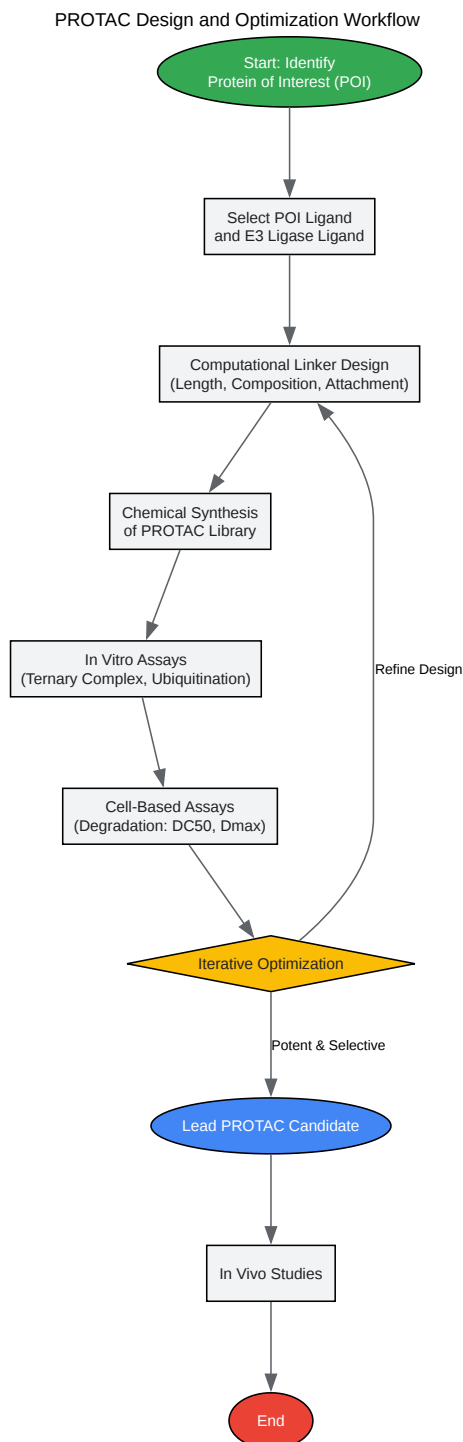 PROTAC Design and Optimization Workflow
Start: Identify
Protein of Interest (POI)
Select POI Ligand
and E3 Ligase Ligand
Computational Linker Design
(Length, Composition, Attachment)
Chemical Synthesis
of PROTAC Library
In Vitro Assays
(Ternary Complex, Ubiquitination)
Refine Design
Cell-Based Assays
(Degradation: DC50, Dmax)
Iterative Optimization
Potent & Selective
Lead PROTAC Candidate
In Vivo Studies
End